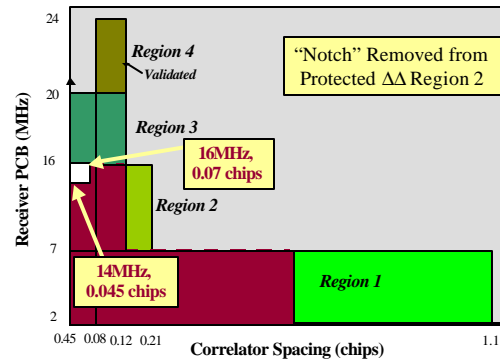 24
20
16
7
2
Receiver PCB (MHz)
Region 4
Validated
Region 3
Region 2
Region 1
“Notch” Removed from
Protected ΔΔ Region 2
16MHz,
0.07 chips
14MHz,
0.045 chips
0.45 0.08 0.12 0.21 1.1
Correlator Spacing (chips)